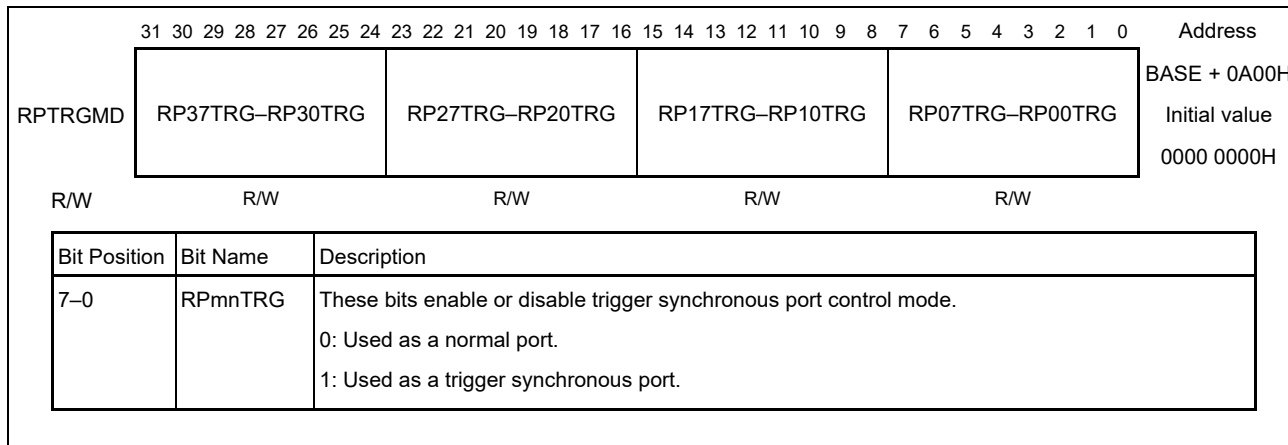 31 30 29 28 27 26 25 24 23 22 21 20 19 18 17 16 15 14 13 12 11 10 9 8 7 6 5 4 3 2 1 0 Address
BASE + 0A00H
RPTRGMD RP37TRG–RP30TRG RP27TRG–RP20TRG RP17TRG–RP10TRG RP07TRG–RP00TRG Initial value
0000 0000H
R/W R/W R/W R/W R/W
Bit Position Bit Name Description
7–0 RPmnTRG These bits enable or disable trigger synchronous port control mode.
0: Used as a normal port.
1: Used as a trigger synchronous port.